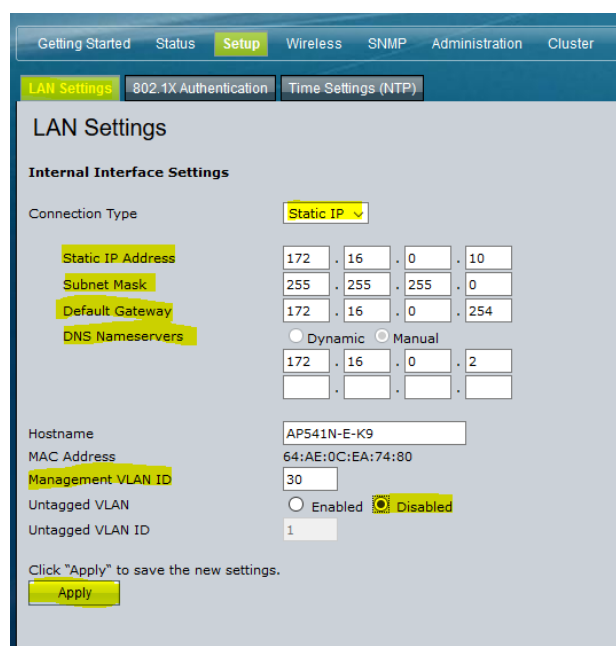 Getting Started Status Setup Wireless SNMP Administration Cluster
LAN Settings 802.1X Authentication Time Settings (NTP)
LAN Settings
Internal Interface Settings
Connection Type Static IP
Static IP Address 172 . 16 . 0 . 10
Subnet Mask 255 . 255 . 255 . 0
Default Gateway 172 . 16 . 0 . 254
DNS Nameservers Dynamic Manual
172 . 16 . 0 . 2
. . .
Hostname AP541N-E-K9
MAC Address 64:AE:0C:EA:74:80
Management VLAN ID 30
Untagged VLAN Enabled Disabled
Untagged VLAN ID 1
Click "Apply" to save the new settings.
Apply